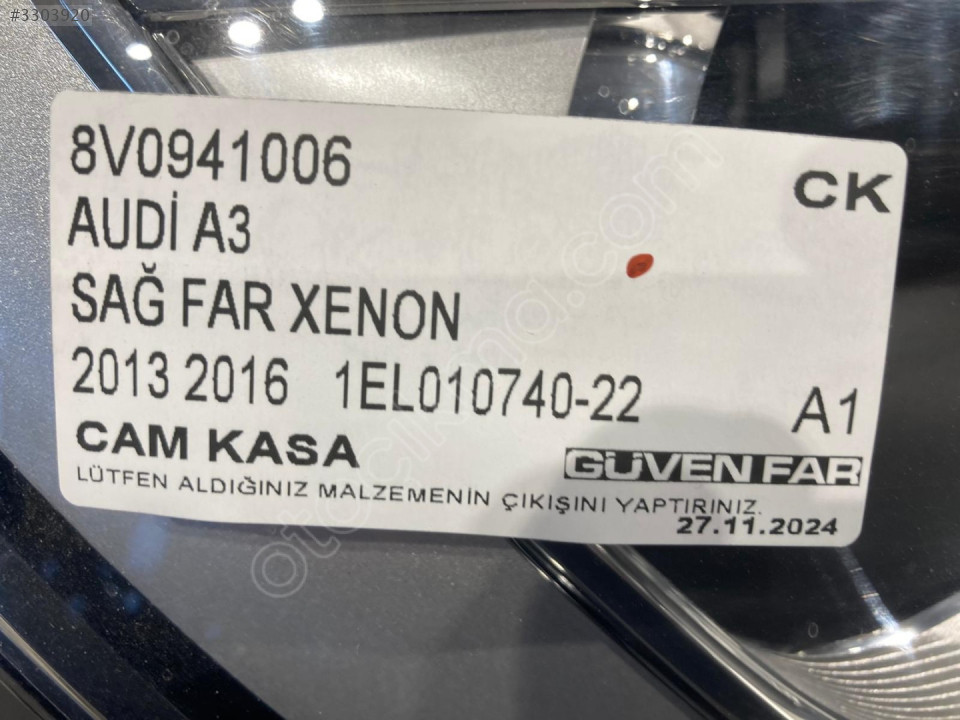 #3303920
8V0941006
CK
AUDİ A3
SAĞ FAR XENON
2013 2016 1EL010740-22
A1
CAM KASA
GÜVEN FAR
LÜTFEN ALDIĞINIZ MALZEMENİN ÇIKIŞINI YAPTIRINIZ.
27.11.2024
otocikma.com